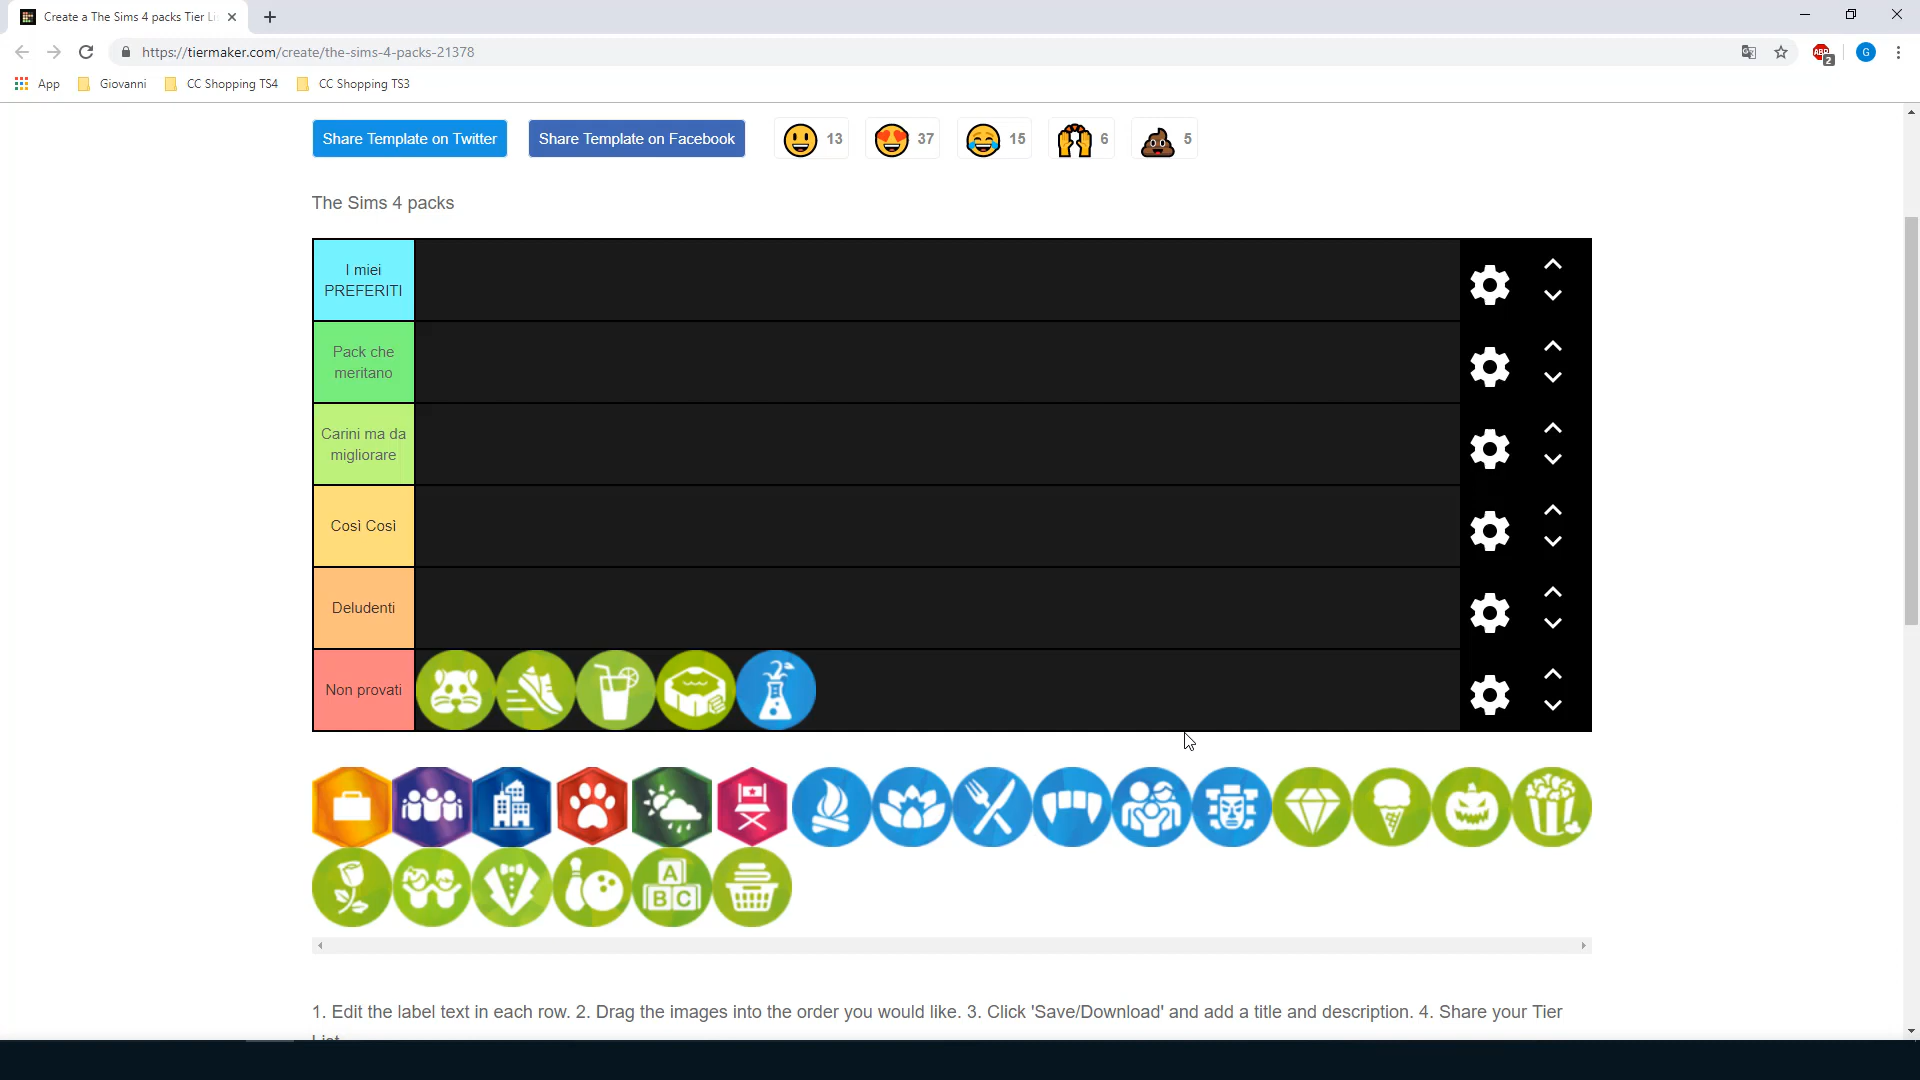 Create a The Sims 4 packs Tier Li
https://tiermaker.com/create/the-sims-4-packs-21378
ABP
2
G
App
Giovanni
CC Shopping TS4
CC Shopping TS3
Share Template on Twitter
Share Template on Facebook
13
37
15
6
5
The Sims 4 packs
I miei
PREFERITI
Pack che
meritano
Carini ma da
migliorare
Così Così
Deludenti
Non provati
A
B C
1. Edit the label text in each row. 2. Drag the images into the order you would like. 3. Click 'Save/Download' and add a title and description. 4. Share your Tier
List